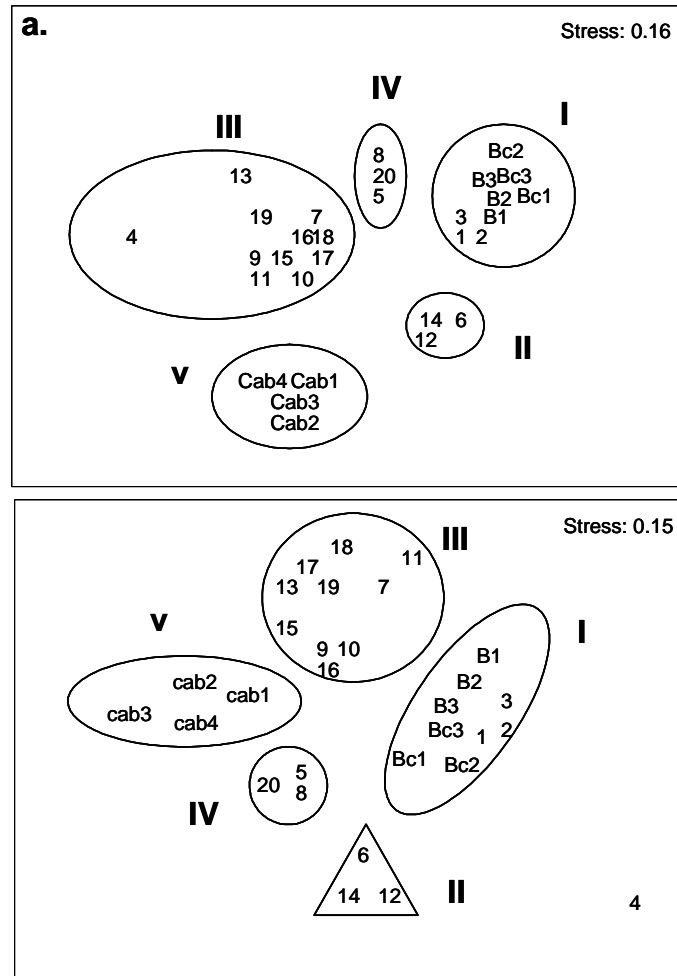 a.
Stress: 0.16
IV
I
III
8
Bc2
13
20
B3 Bc3
5
B2 Bc1
19
7
3
B1
4
16 18
1
2
9
15
17
11
10
14
6
12
II
v
Cab4 Cab1
Cab3
Cab2
Stress: 0.15
III
18
11
17
13
19
7
v
I
15
B1
9
10
16
cab2
B2
cab1
3
cab3
B3
cab4
Bc3
1
2
Bc1
Bc2
20
5
8
IV
6
14
12
II
4